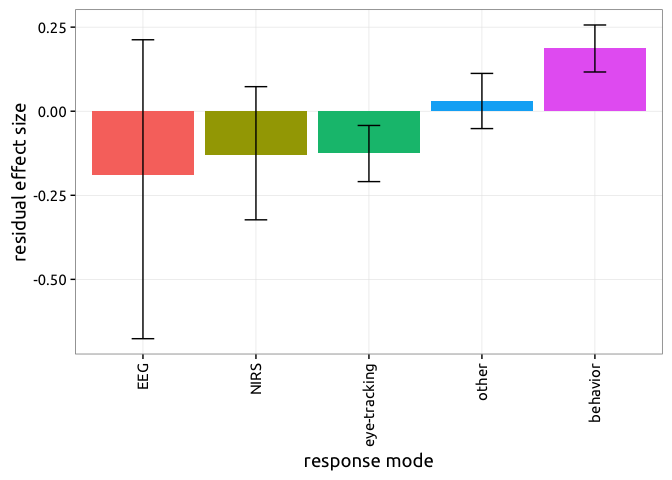 0.25
0.00
-0.25
-0.50
residual effect size
EEG
NIRS
eye-tracking
other
behavior
response mode